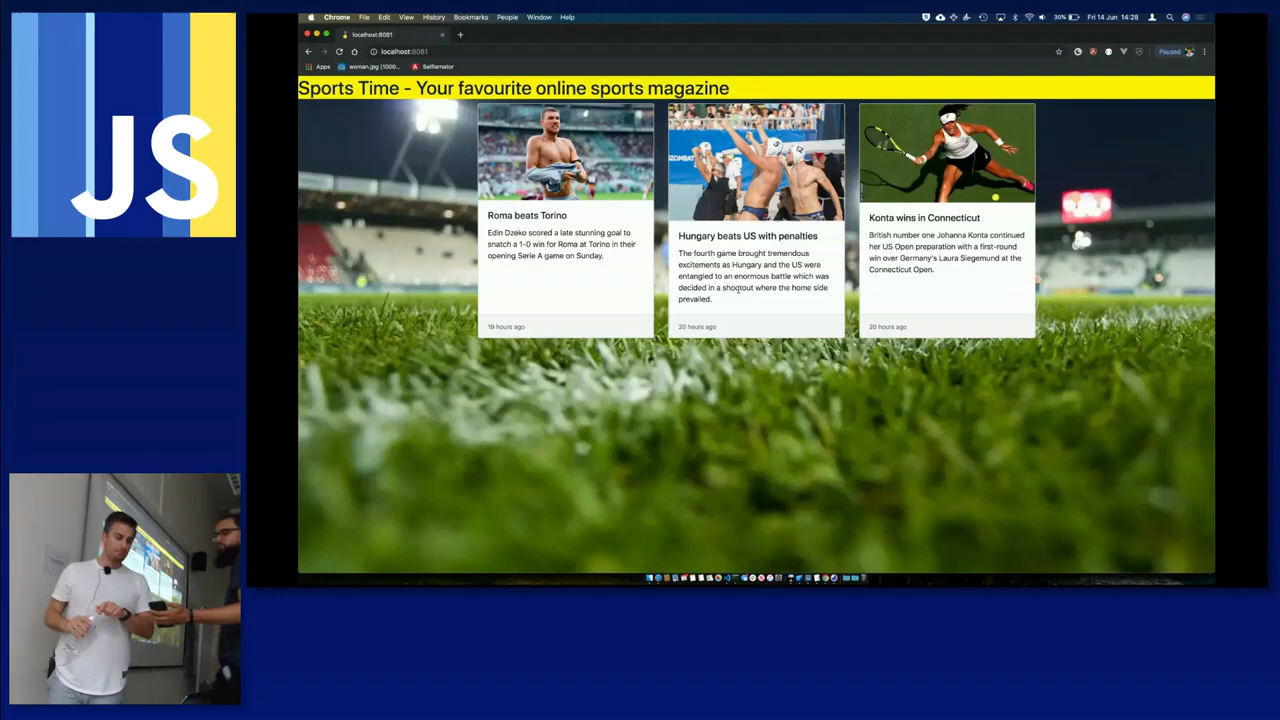 JS
Chrome File Edit View History Bookmarks People Window Help
30% Fri 14 Jun 14:28
localhost:8081
localhost:8081
Paused
Apps woman.jpg (1000... Selfiemator
Sports Time - Your favourite online sports magazine
Roma beats Torino
Edin Dzeko scored a late stunning goal to
snatch a 1-0 win for Roma at Torino in their
opening Serie A game on Sunday.
19 hours ago
Hungary beats US with penalties
The fourth game brought tremendous
excitements as Hungary and the US were
entangled to an enormous battle which was
decided in a shootout where the home side
prevailed.
20 hours ago
Konta wins in Connecticut
British number one Johanna Konta continued
her US Open preparation with a first-round
win over Germany's Laura Siegemund at the
Connecticut Open.
20 hours ago